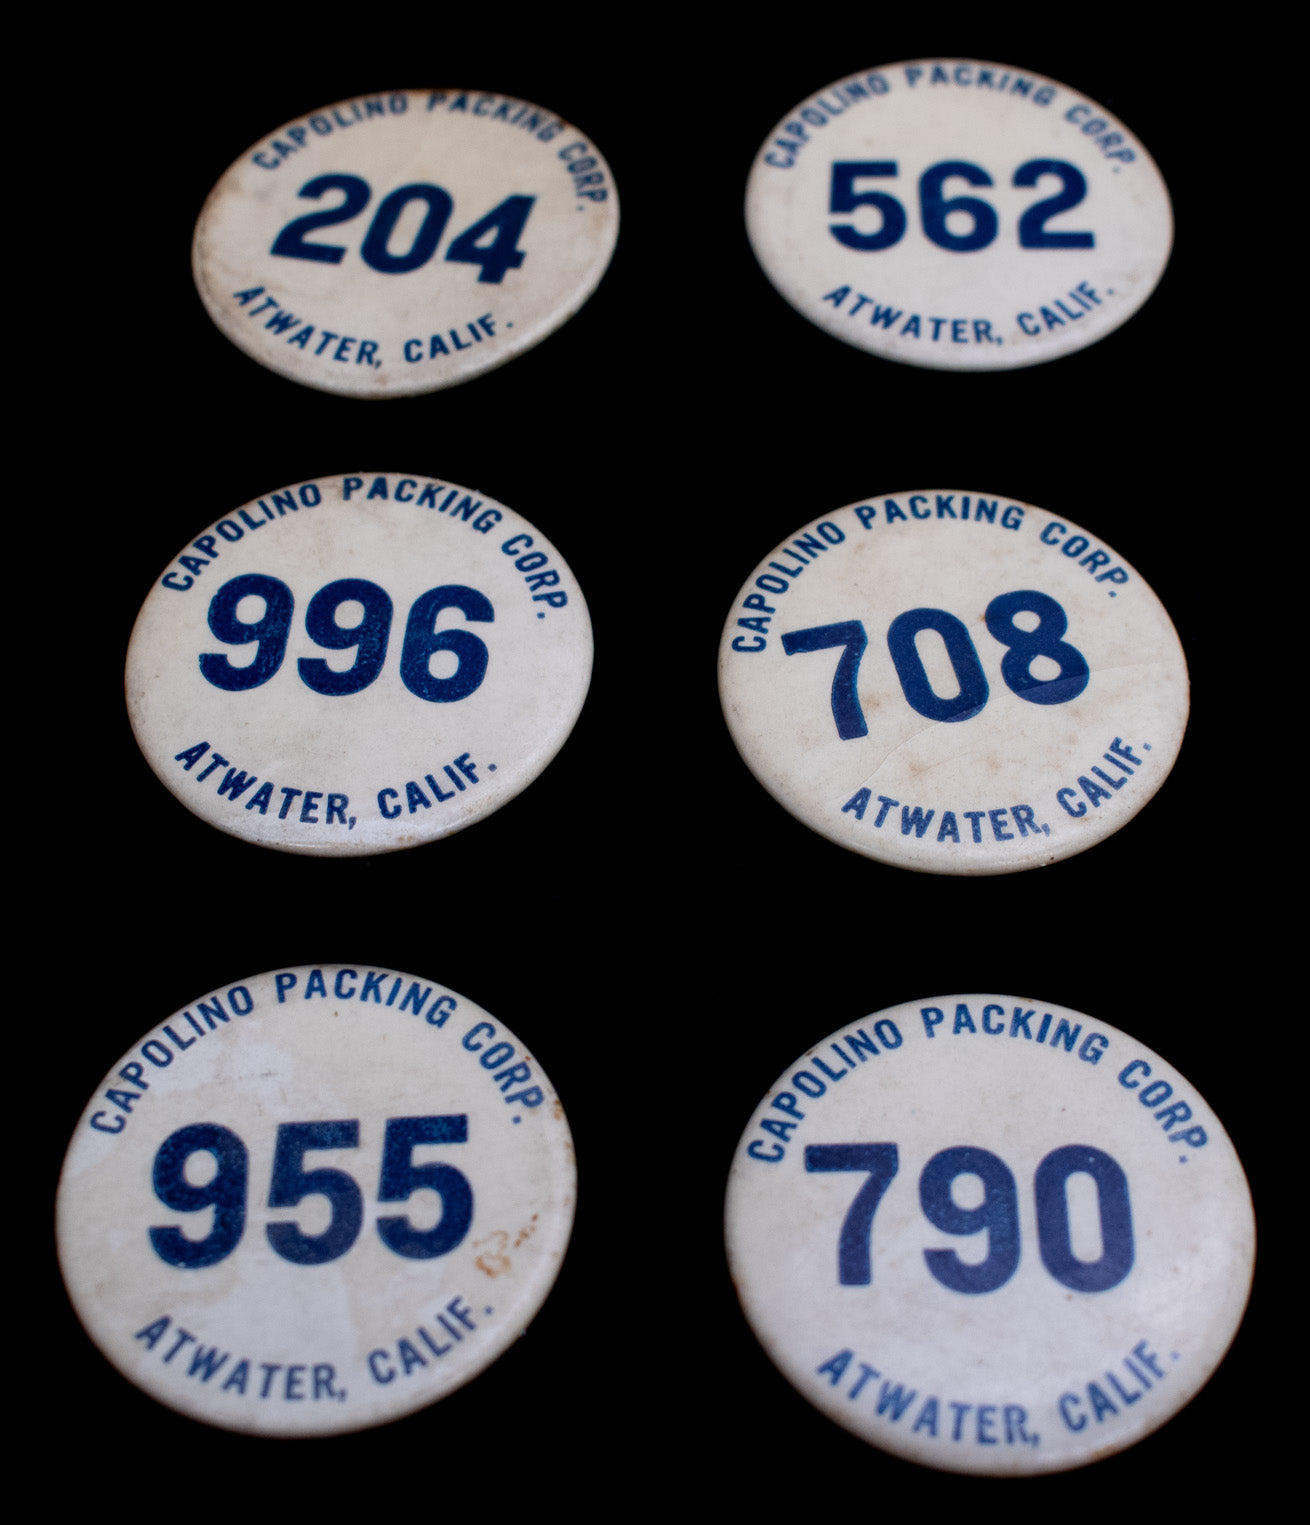 CAPOLINO PACKING CORP.
204
ATWATER, CALIF.
CAPOLINO PACKING CORP.
562
ATWATER, CALIF.
CAPOLINO PACKING CORP.
996
ATWATER, CALIF.
CAPOLINO PACKING CORP.
708
ATWATER, CALIF.
CAPOLINO PACKING CORP.
955
ATWATER, CALIF.
CAPOLINO PACKING CORP.
790
ATWATER, CALIF.